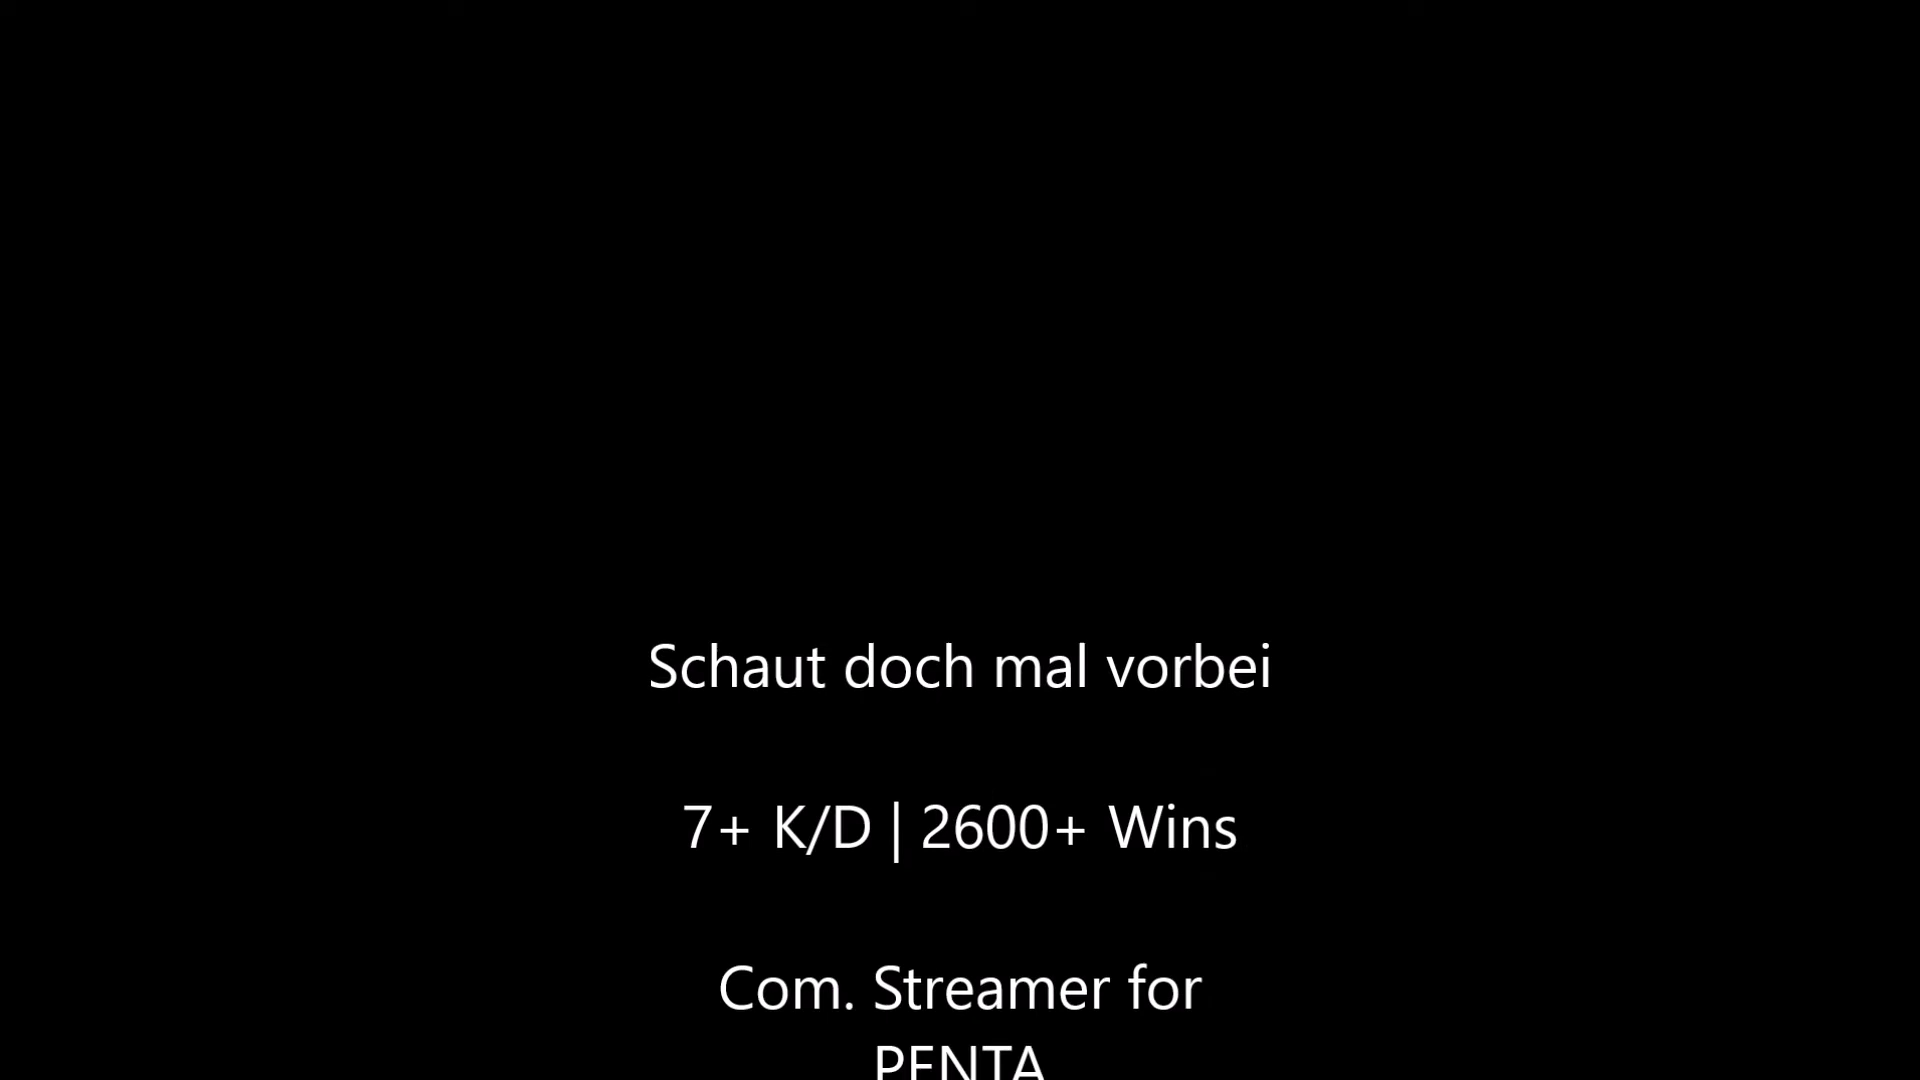 Schaut doch mal vorbei
7+ K/D | 2600+ Wins
Com. Streamer for
PENTA